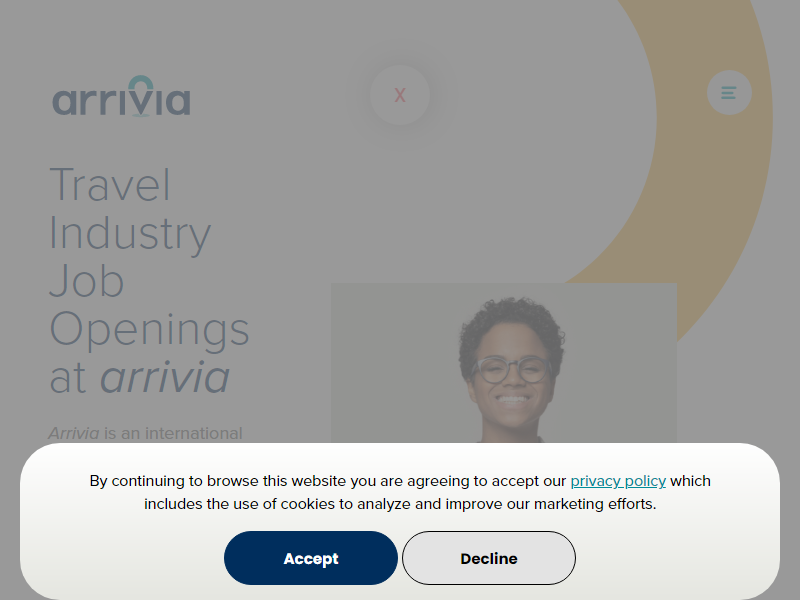 arrivia
X
Travel
Industry
Job
Openings
at arrivia
Arrivia is an international
By continuing to browse this website you are agreeing to accept our privacy policy which
includes the use of cookies to analyze and improve our marketing efforts.
Accept
Decline